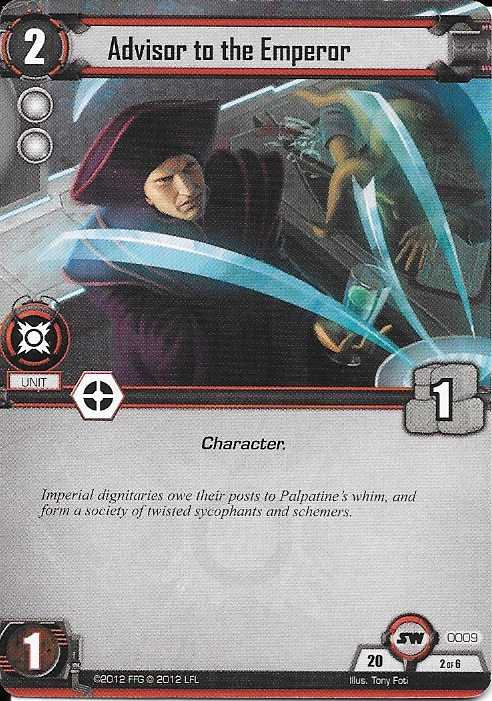 2
Advisor to the Emperor
UNIT
1
Character.
Imperial dignitaries owe their posts to Palpatine's whim, and
form a society of twisted sycophants and schemers.
1
SW
0009
20
2 OF 6
©2012 FFG © 2012 LFL
Illus. Tony Foti